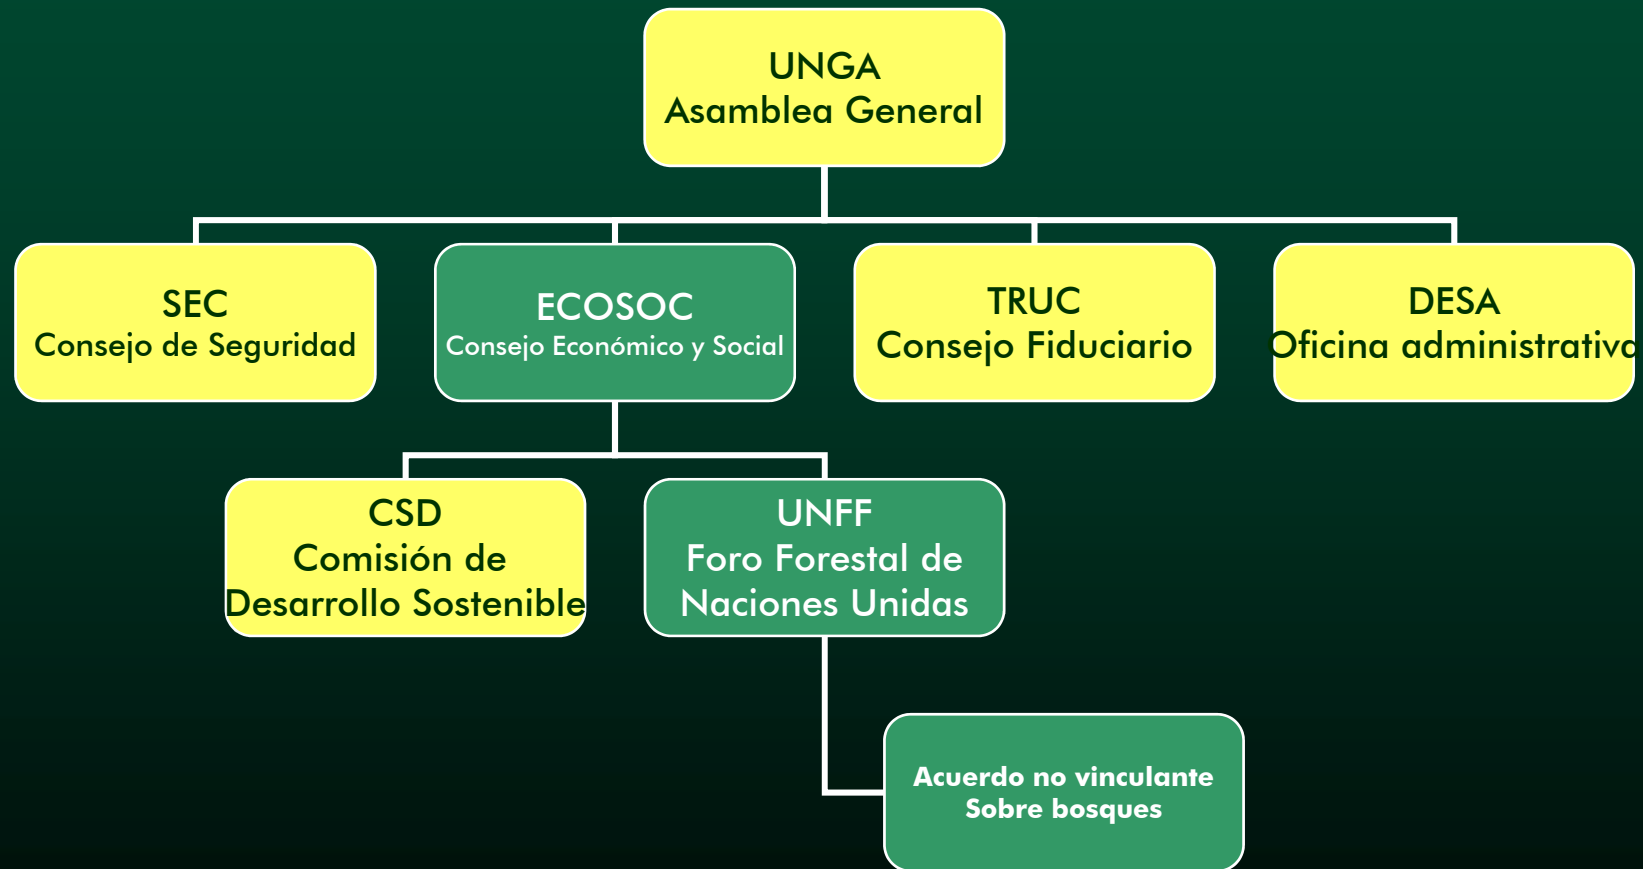 UNGA
Asamblea General
SEC
Consejo de Seguridad
ECOSOC
Consejo Económico y Social
TRUC
Consejo Fiduciario
DESA
Oficina administrativa
CSD
Comisión de
Desarrollo Sostenible
UNFF
Foro Forestal de
Naciones Unidas
Acuerdo no vinculante
Sobre bosques